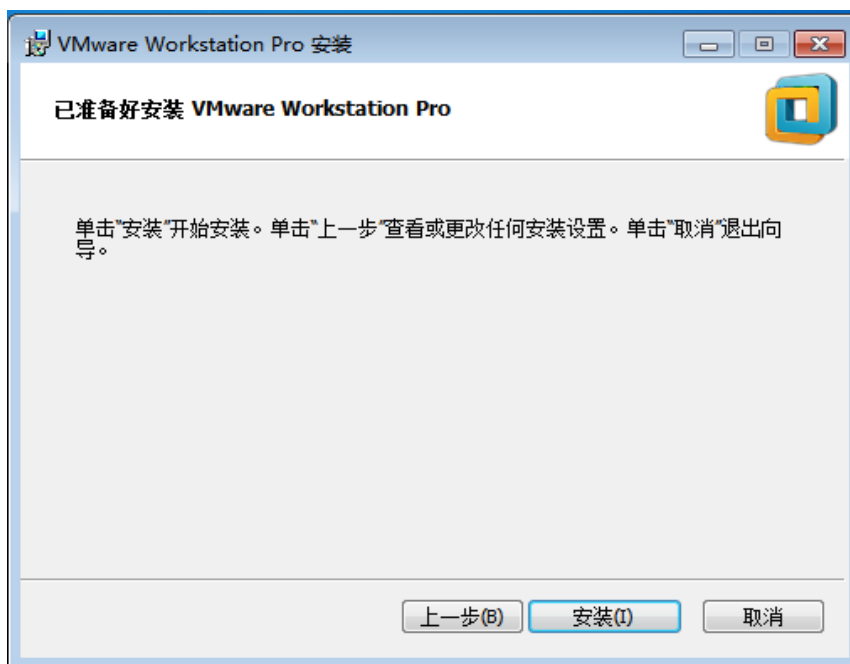 VMware Workstation Pro 安装
已准备好安装 VMware Workstation Pro
单击"安装"开始安装。单击"上一步"查看或更改任何安装设置。单击"取消"退出向
导。
上一步(B) 安装(I) 取消